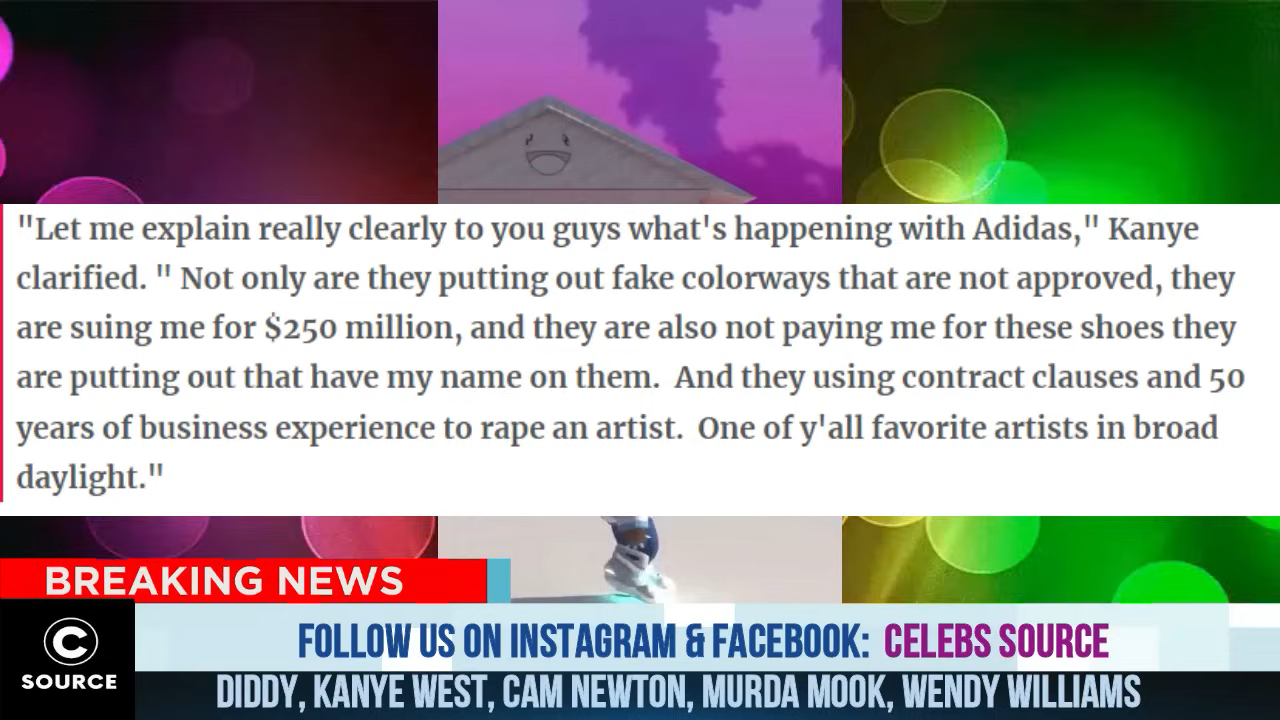 "Let me explain really clearly to you guys what's happening with Adidas," Kanye
clarified. " Not only are they putting out fake colorways that are not approved, they
are suing me for $250 million, and they are also not paying me for these shoes they
are putting out that have my name on them.  And they using contract clauses and 50
years of business experience to rape an artist.  One of y'all favorite artists in broad
daylight."
BREAKING NEWS
C
SOURCE
FOLLOW US ON INSTAGRAM & FACEBOOK: CELEBS SOURCE
DIDDY, KANYE WEST, CAM NEWTON, MURDA MOOK, WENDY WILLIAMS